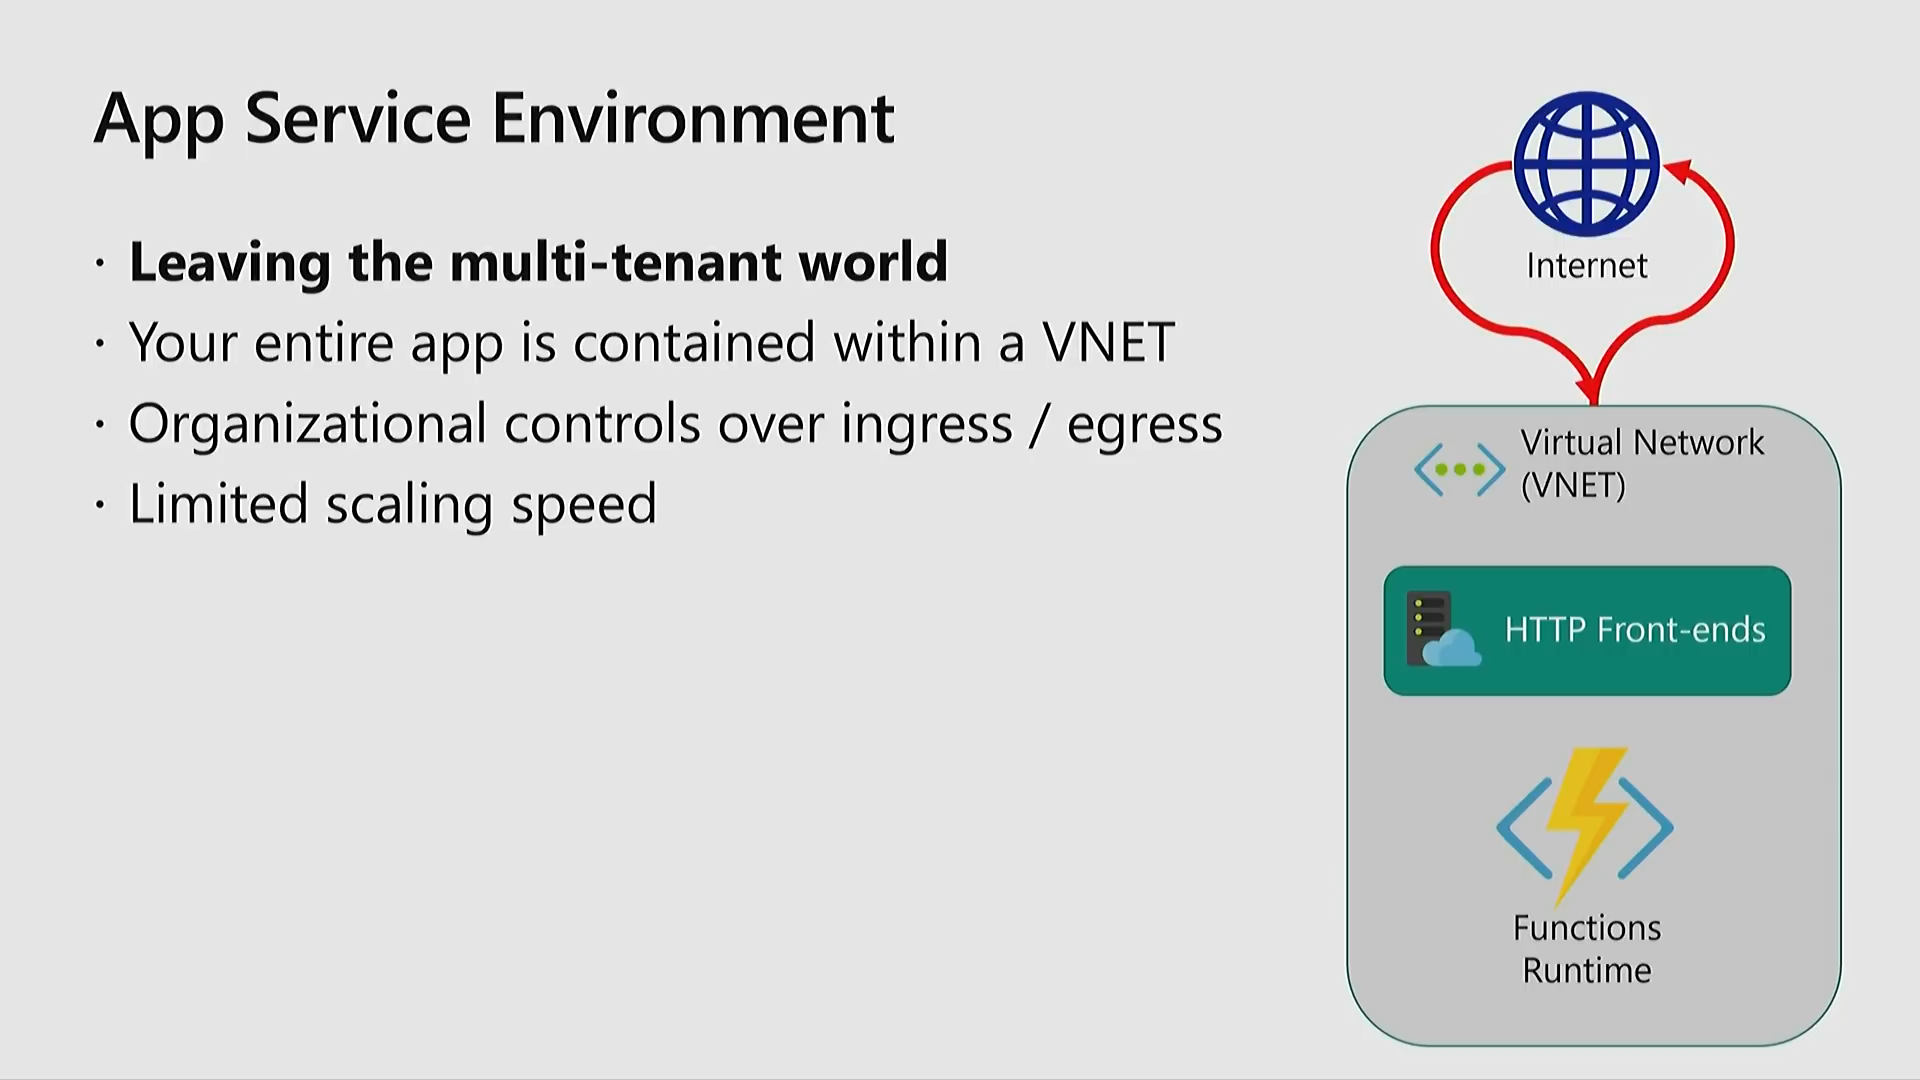 App Service Environment
· Leaving the multi-tenant world
· Your entire app is contained within a VNET
· Organizational controls over ingress / egress
· Limited scaling speed
Internet
Virtual Network
(VNET)
HTTP Front-ends
Functions
Runtime